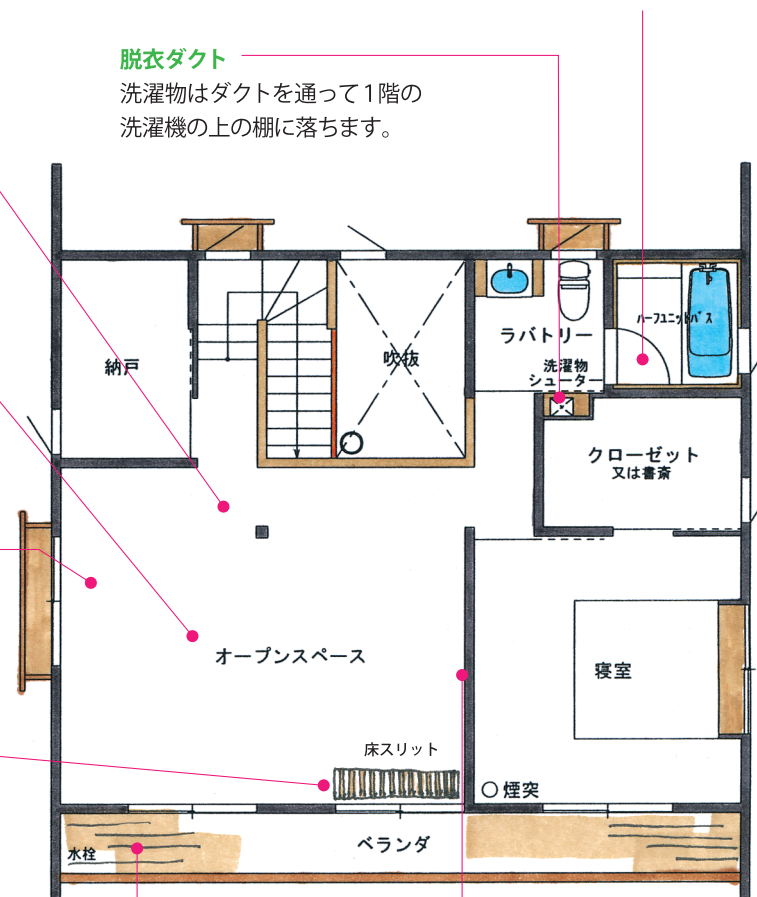 脱衣ダクト
洗濯物はダクトを通って1階の
洗濯機の上の棚に落ちます。
納戸
吹抜
ラバトリー
ハーフユニットバス
洗濯物
シューター
クローゼット
又は書斎
オープンスペース
寝室
床スリット
煙突
水栓
ベランダ